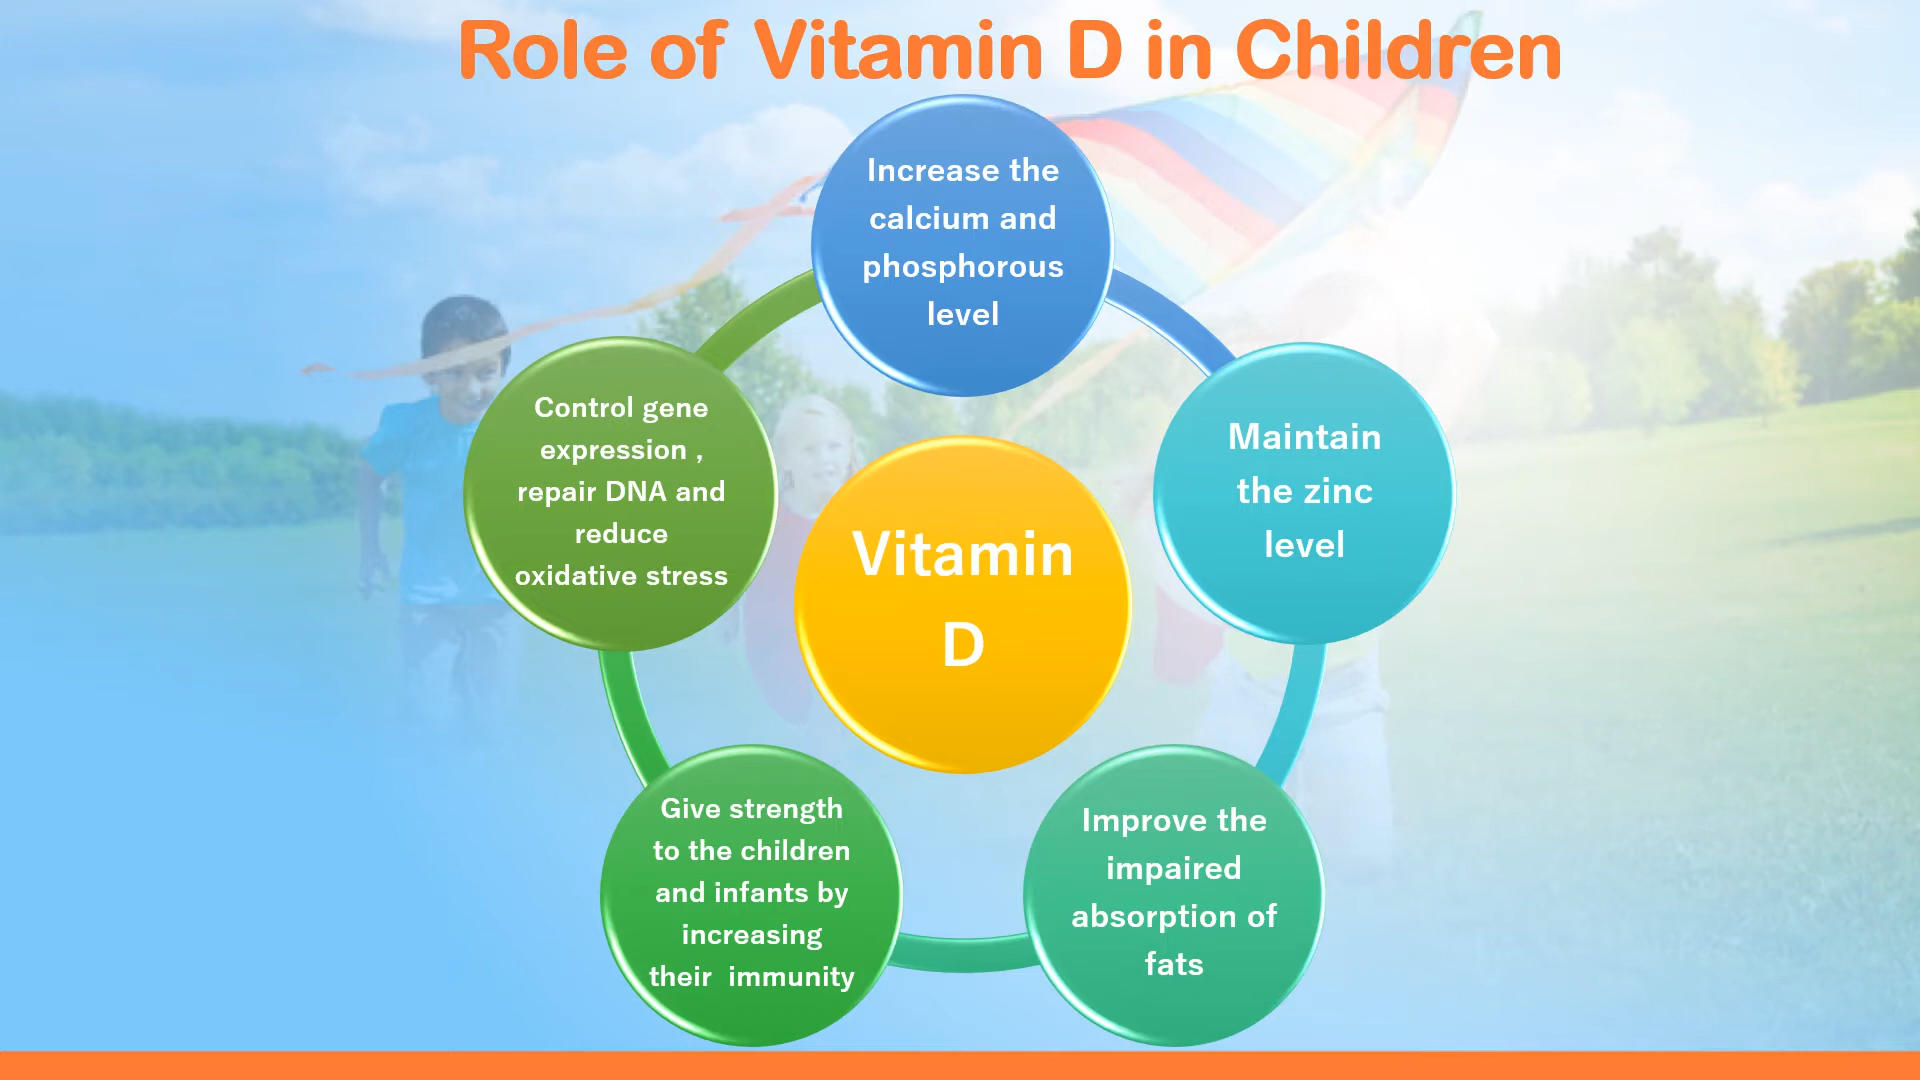 Role of Vitamin D in Children
Increase the
calcium and
phosphorous
level
Maintain
the zinc
level
Improve the
impaired
absorption of
fats
Give strength
to the children
and infants by
increasing
their  immunity
Control gene
expression ,
repair DNA and
reduce
oxidative stress
Vitamin
D